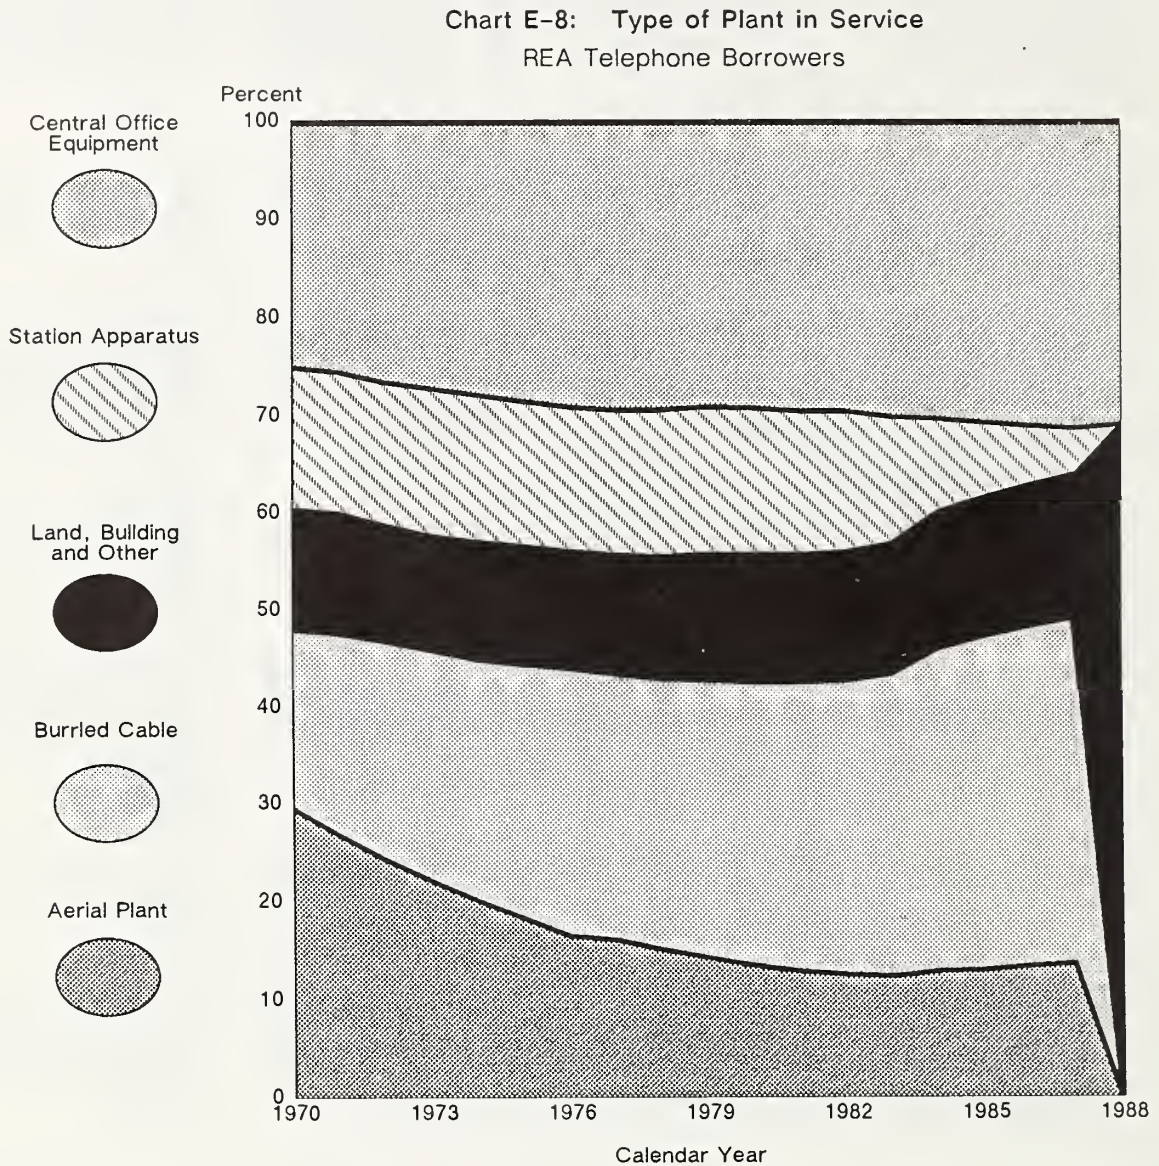 Chart E-8: Type of Plant in Service
REA Telephone Borrowers
Percent
Central Office
Equipment
Station Apparatus
Land, Building
and Other
Burried Cable
Aerial Plant
100
90
80
70
60
50
40
30
20
10
0
1970 1973 1976 1979 1982 1985 1988
Calendar Year